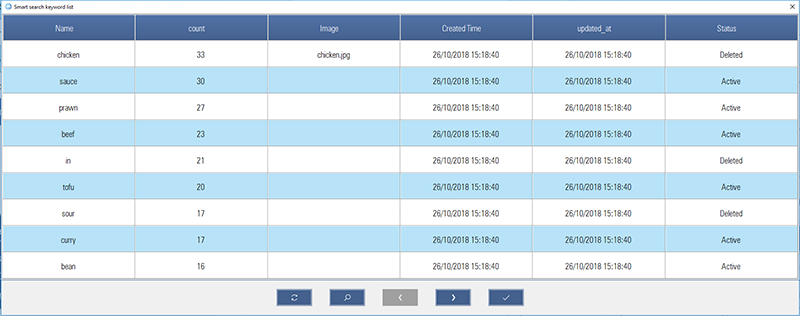 Smart search keyword list
Name count Image Created Time updated_at Status
chicken 33 chicken.jpg 26/10/2018 15:18:40 26/10/2018 15:18:40 Deleted
sauce 30 26/10/2018 15:18:40 26/10/2018 15:18:40 Active
prawn 27 26/10/2018 15:18:40 26/10/2018 15:18:40 Active
beef 23 26/10/2018 15:18:40 26/10/2018 15:18:40 Active
in 21 26/10/2018 15:18:40 26/10/2018 15:18:40 Deleted
tofu 20 26/10/2018 15:18:40 26/10/2018 15:18:40 Active
sour 17 26/10/2018 15:18:40 26/10/2018 15:18:40 Deleted
curry 17 26/10/2018 15:18:40 26/10/2018 15:18:40 Active
bean 16 26/10/2018 15:18:40 26/10/2018 15:18:40 Active